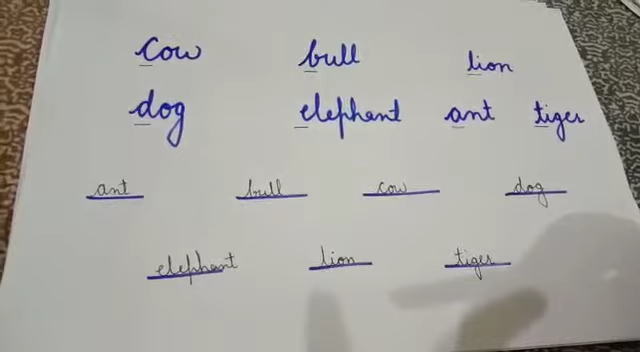 cow bull lion
dog elephant ant tiger
ant bull cow dog
elephant lion tiger